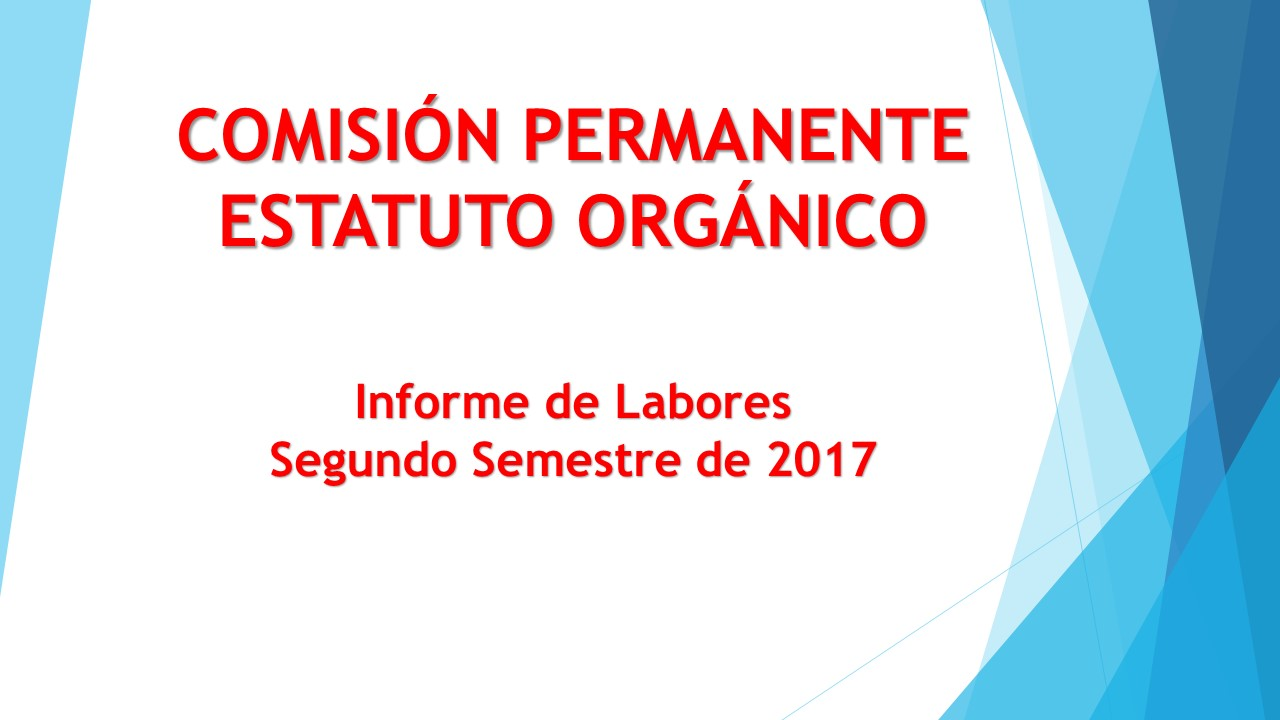 COMISIÓN PERMANENTE
ESTATUTO ORGÁNICO
Informe de Labores
Segundo Semestre de 2017